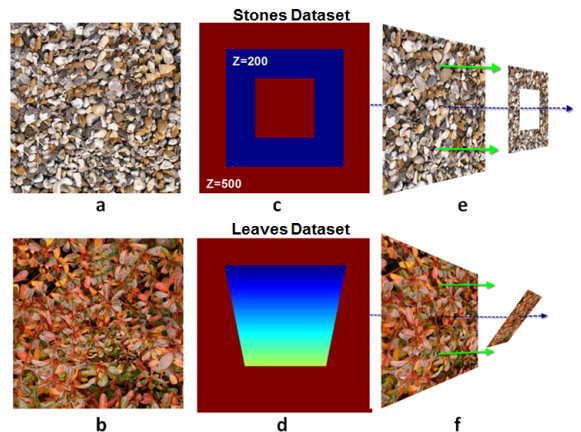 Stones Dataset
Z=200
Z=500
a
c
e
Leaves Dataset
b
d
f